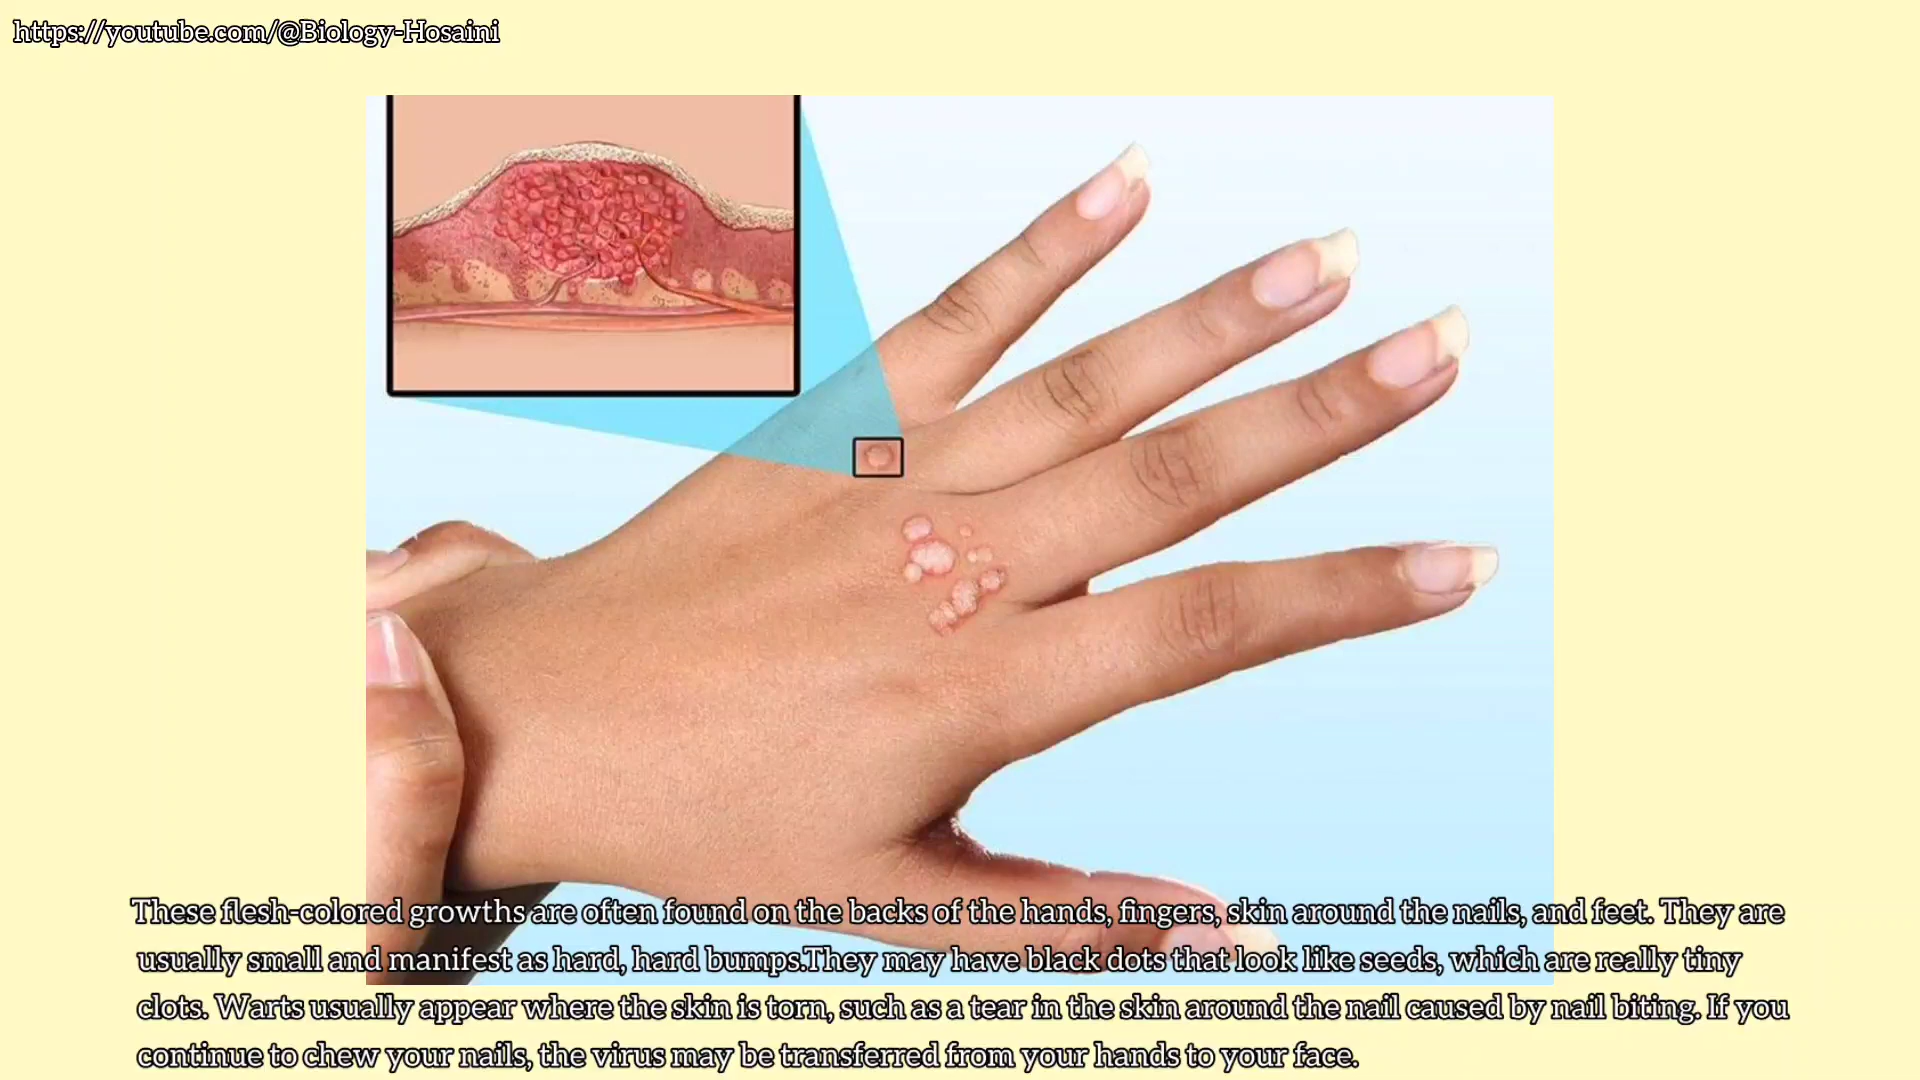 https://youtube.com/@Biology-Hosaini
These flesh-colored growths are often found on the backs of the hands, fingers, skin around the nails, and feet. They are
usually small and manifest as hard, hard bumps.They may have black dots that look like seeds, which are really tiny
clots. Warts usually appear where the skin is torn, such as a tear in the skin around the nail caused by nail biting. If you
continue to chew your nails, the virus may be transferred from your hands to your face.